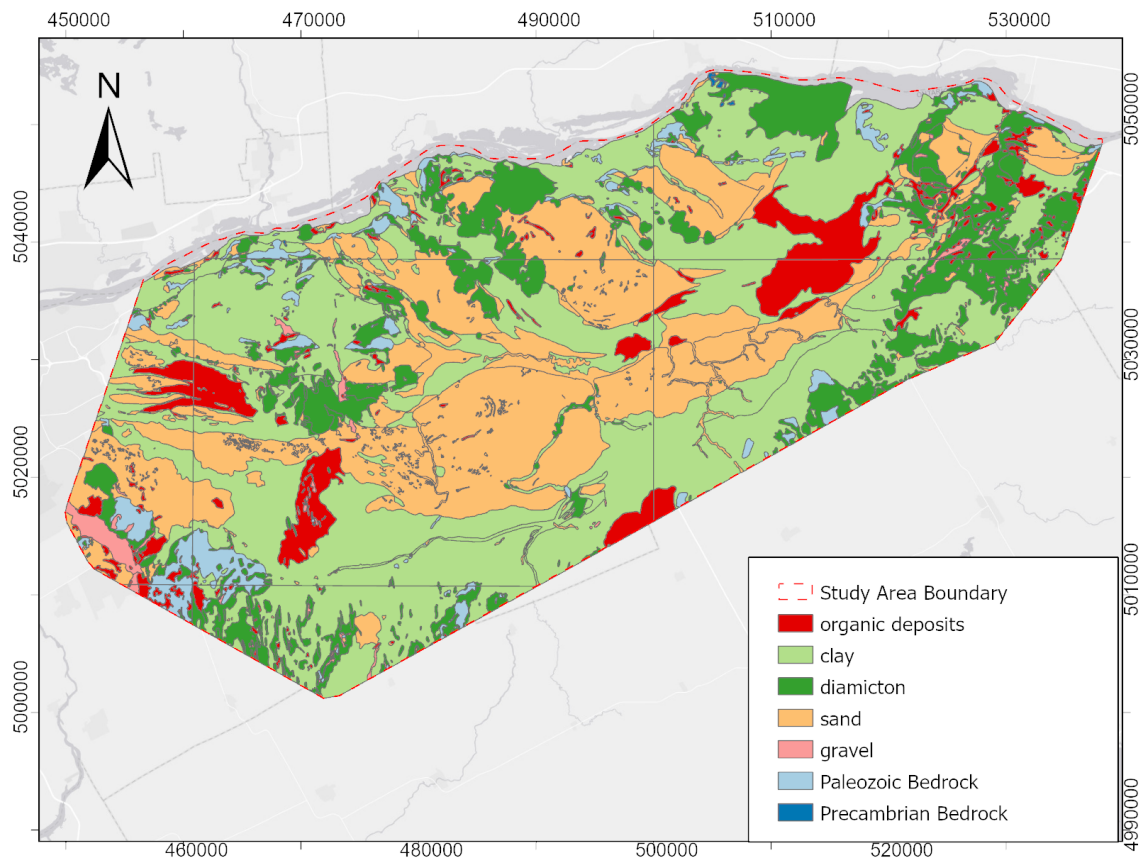 450000 470000 490000 510000 530000
N
5040000
5020000
5000000
5050000
5030000
5010000
4990000
Study Area Boundary
organic deposits
clay
diamicton
sand
gravel
Paleozoic Bedrock
Precambrian Bedrock
460000 480000 500000 520000